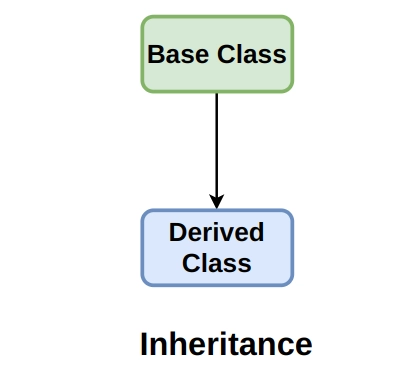 Base Class
Derived
Class
Inheritance